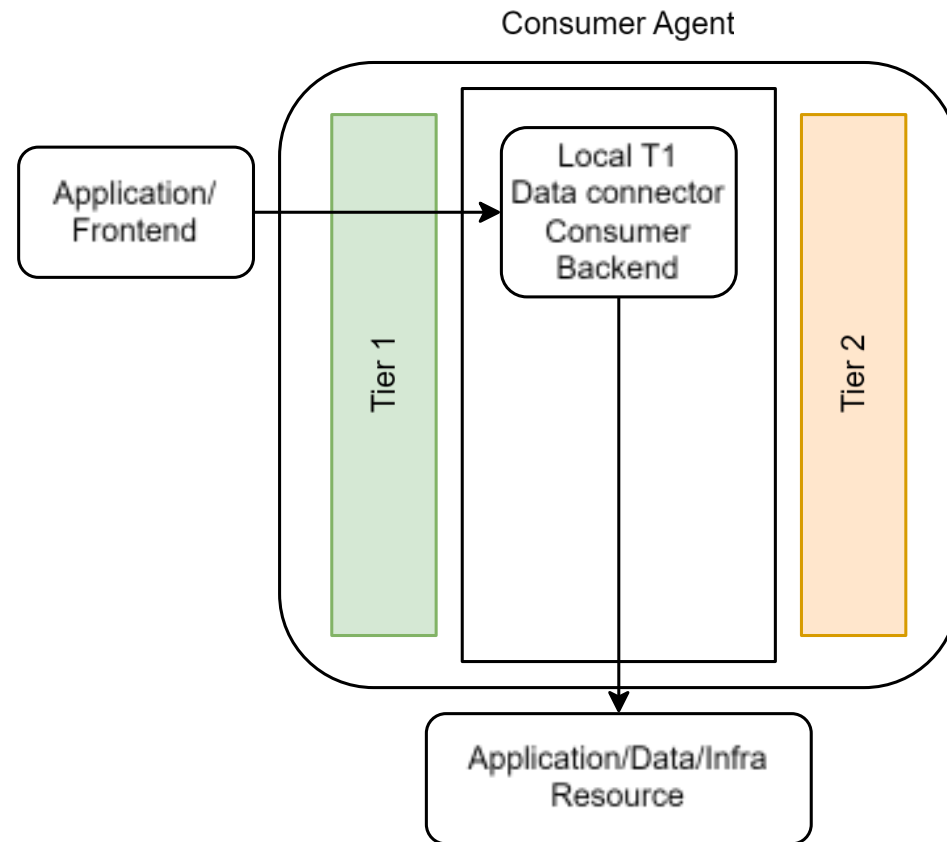 Consumer Agent
Application/
Frontend
Tier 1
Local T1
Data connector
Consumer
Backend
Tier 2
Application/Data/Infra
Resource